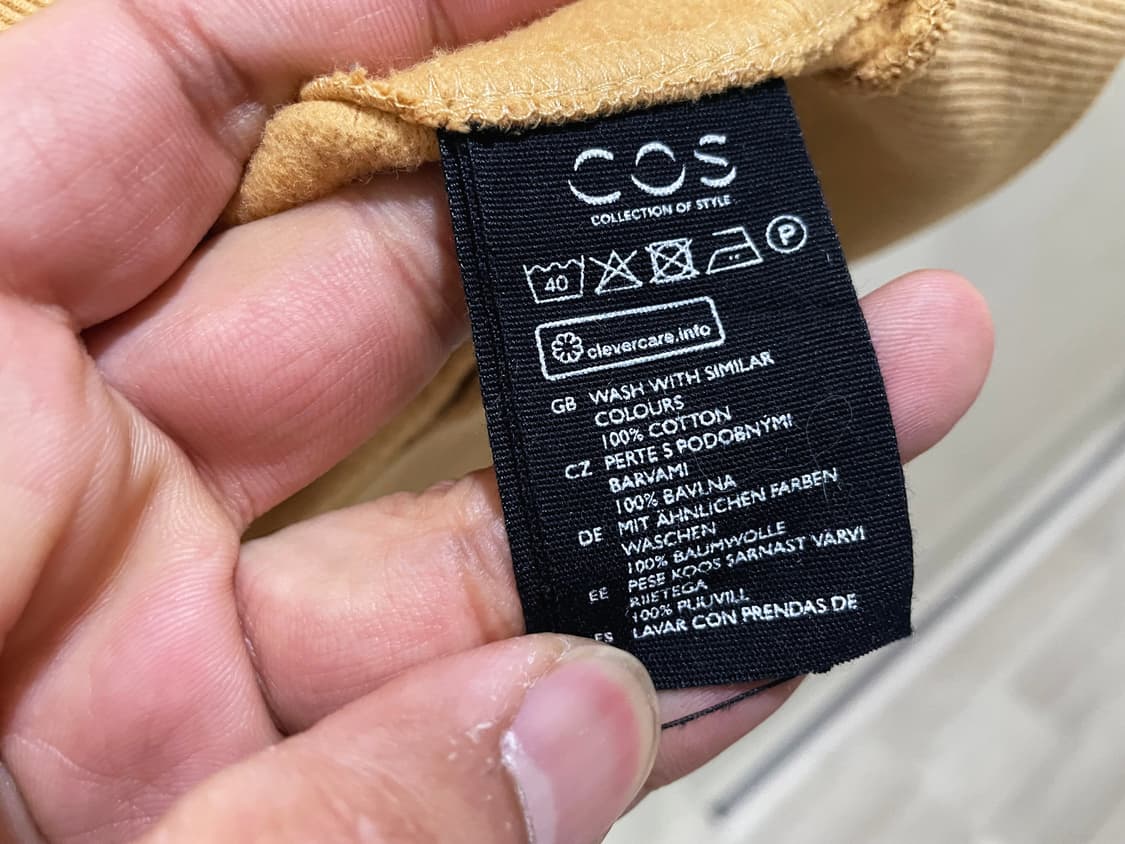 COS
COLLECTION OF STYLE
40
P
clevercare.info
GB WASH WITH SIMILAR
COLOURS
100% COTTON
CZ PERTE S PODOBNÝMI
BARVAMI
100% BAVLNA
DE MIT ÄHNLICHEN FARBEN
WASCHEN
100% BAUMWOLLE
EE PESE KOOS SARNAST VÄRVI
RIIETEGA
100% PUUVILL
ES LAVAR CON PRENDAS DE